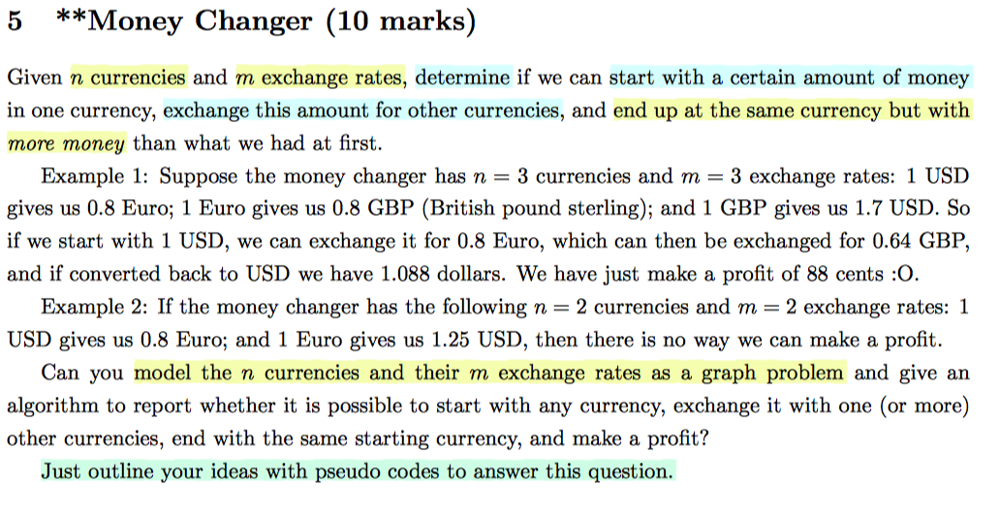 5 **Money Changer (10 marks)
Given n currencies and m exchange rates, determine if we can start with a certain amount of money
in one currency, exchange this amount for other currencies, and end up at the same currency but with
more money than what we had at first.
Example 1: Suppose the money changer has n = 3 currencies and m = 3 exchange rates: 1 USD
gives us 0.8 Euro; 1 Euro gives us 0.8 GBP (British pound sterling); and 1 GBP gives us 1.7 USD. So
if we start with 1 USD, we can exchange it for 0.8 Euro, which can then be exchanged for 0.64 GBP,
and if converted back to USD we have 1.088 dollars. We have just make a profit of 88 cents :O.
Example 2: If the money changer has the following n = 2 currencies and m = 2 exchange rates: 1
USD gives us 0.8 Euro; and 1 Euro gives us 1.25 USD, then there is no way we can make a profit.
Can you model the n currencies and their m exchange rates as a graph problem and give an
algorithm to report whether it is possible to start with any currency, exchange it with one (or more)
other currencies, end with the same starting currency, and make a profit?
Just outline your ideas with pseudo codes to answer this question.